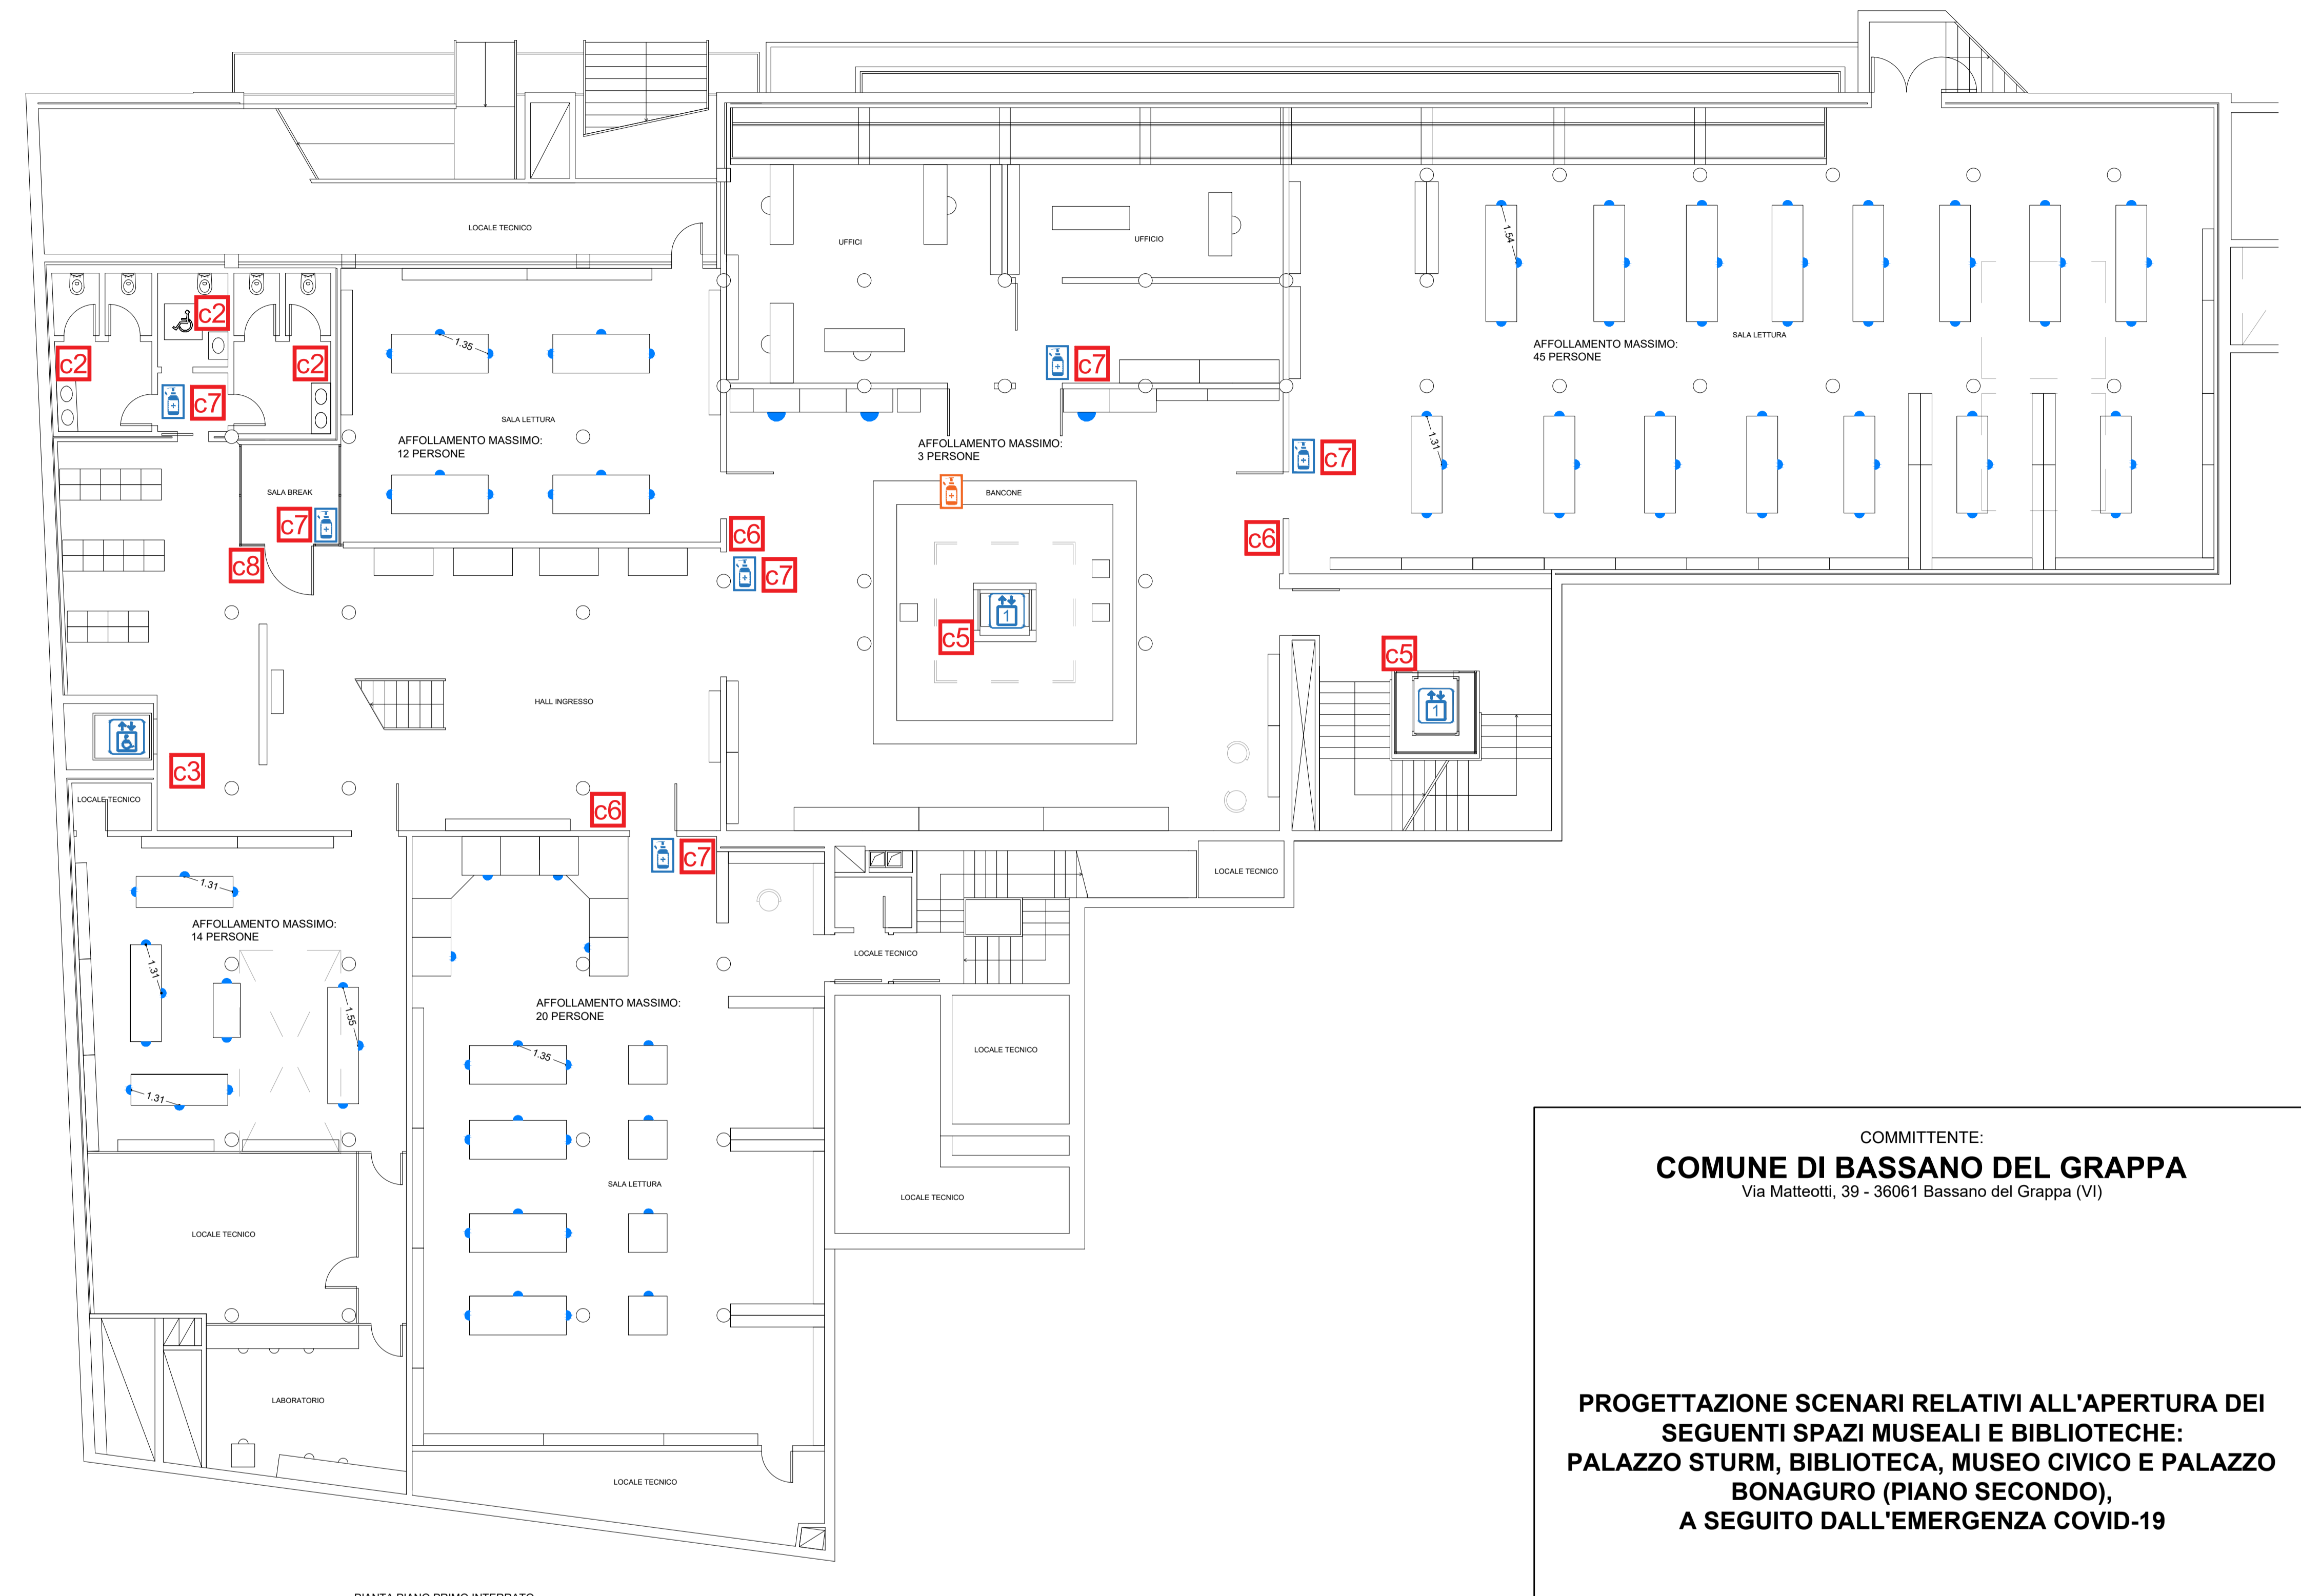 LOCALE TECNICO
UFFICI
UFFICIO
1.54
c2
1.35
SALA LETTURA
AFFOLLAMENTO MASSIMO:
45 PERSONE
c2
c2
c7
c7
1.31
SALA LETTURA
AFFOLLAMENTO MASSIMO:
12 PERSONE
AFFOLLAMENTO MASSIMO:
3 PERSONE
c7
SALA BREAK
BANCONE
c7
c6
c6
c8
c7
1
c5
c5
1
HALL INGRESSO
c3
LOCALE TECNICO
c6
c7
LOCALE TECNICO
1.31
AFFOLLAMENTO MASSIMO:
14 PERSONE
1.31
LOCALE TECNICO
AFFOLLAMENTO MASSIMO:
20 PERSONE
1.55
1.35
LOCALE TECNICO
1.31
SALA LETTURA
LOCALE TECNICO
LOCALE TECNICO
LABORATORIO
LOCALE TECNICO
COMMITTENTE:
COMUNE DI BASSANO DEL GRAPPA
Via Matteotti, 39 - 36061 Bassano del Grappa (VI)
PROGETTAZIONE SCENARI RELATIVI ALL'APERTURA DEI
SEGUENTI SPAZI MUSEALI E BIBLIOTECHE:
PALAZZO STURM, BIBLIOTECA, MUSEO CIVICO E PALAZZO
BONAGURO (PIANO SECONDO),
A SEGUITO DALL'EMERGENZA COVID-19
PIANTA PIANO PRIMO INTERRATO